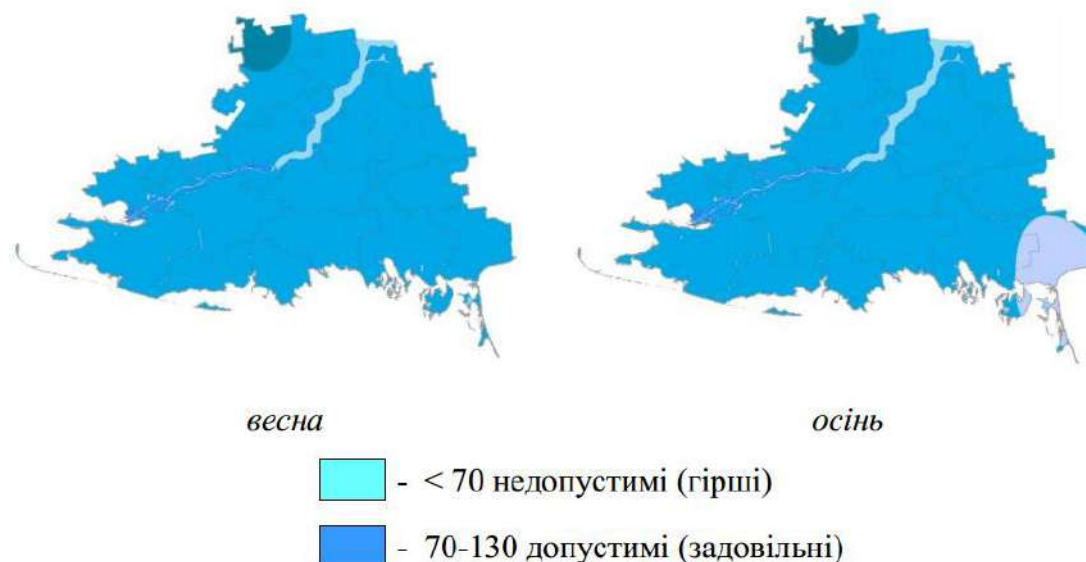 весна
осінь
- < 70 недопустимі (гірші)
- 70-130 допустимі (задовільні)